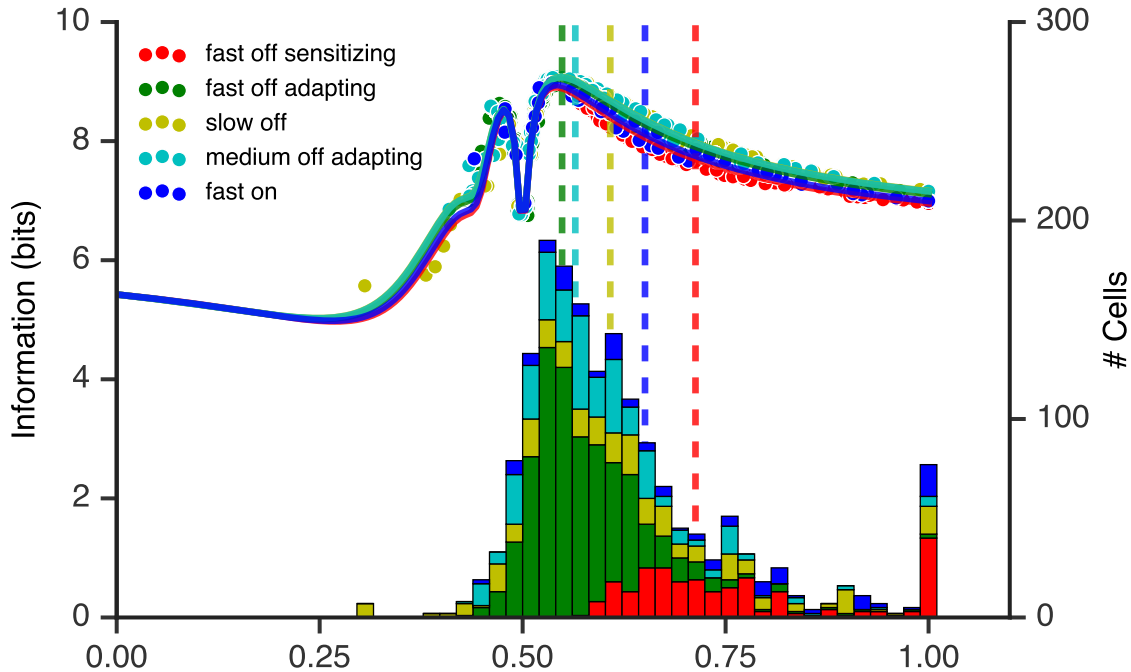 10
8
6
4
2
0
Information (bits)
fast off sensitizing
fast off adapting
slow off
medium off adapting
fast on
300
200
100
0
# Cells
0.00
0.25
0.50
0.75
1.00